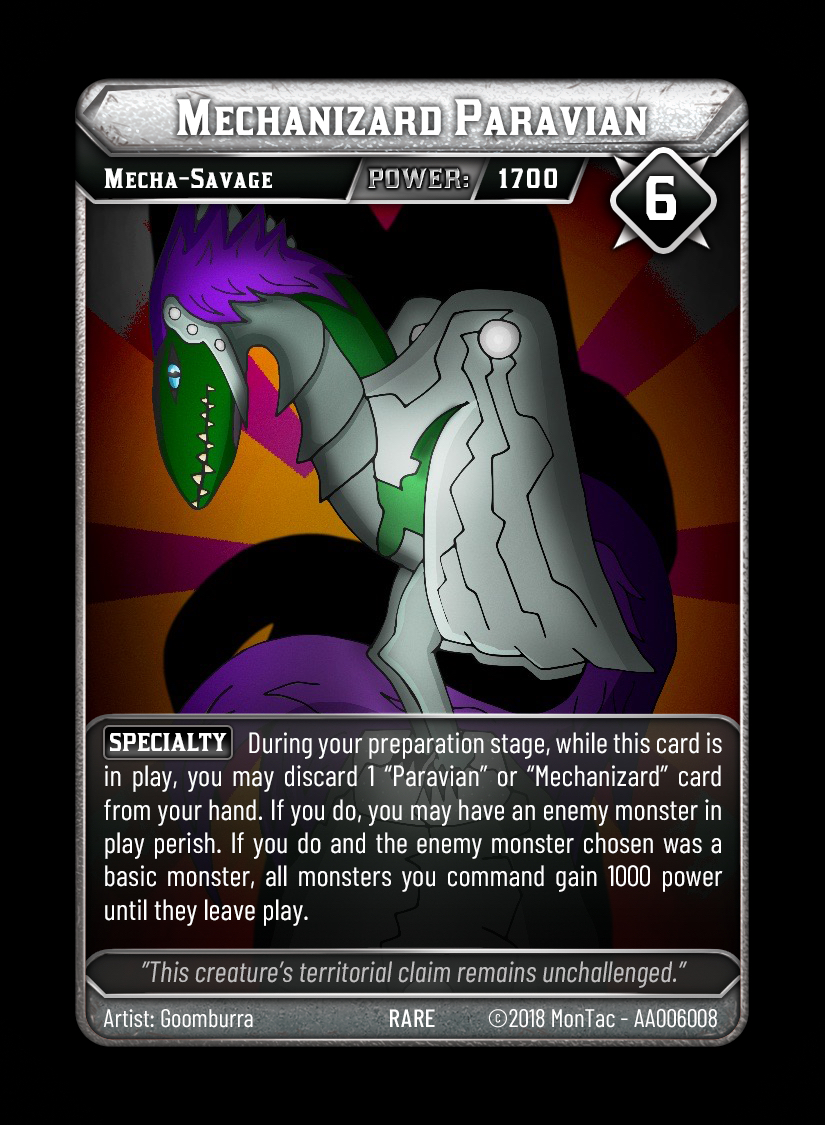 Mechanizard Paravian
Mecha-Savage POWER: 1700
6
SPECIALTY During your preparation stage, while this card is
in play, you may discard 1 “Paravian” or “Mechanizard” card
from your hand. If you do, you may have an enemy monster in
play perish. If you do and the enemy monster chosen was a
basic monster, all monsters you command gain 1000 power
until they leave play.
“This creature’s territorial claim remains unchallenged.”
Artist: Goomburra RARE ©2018 MonTac - AA006008